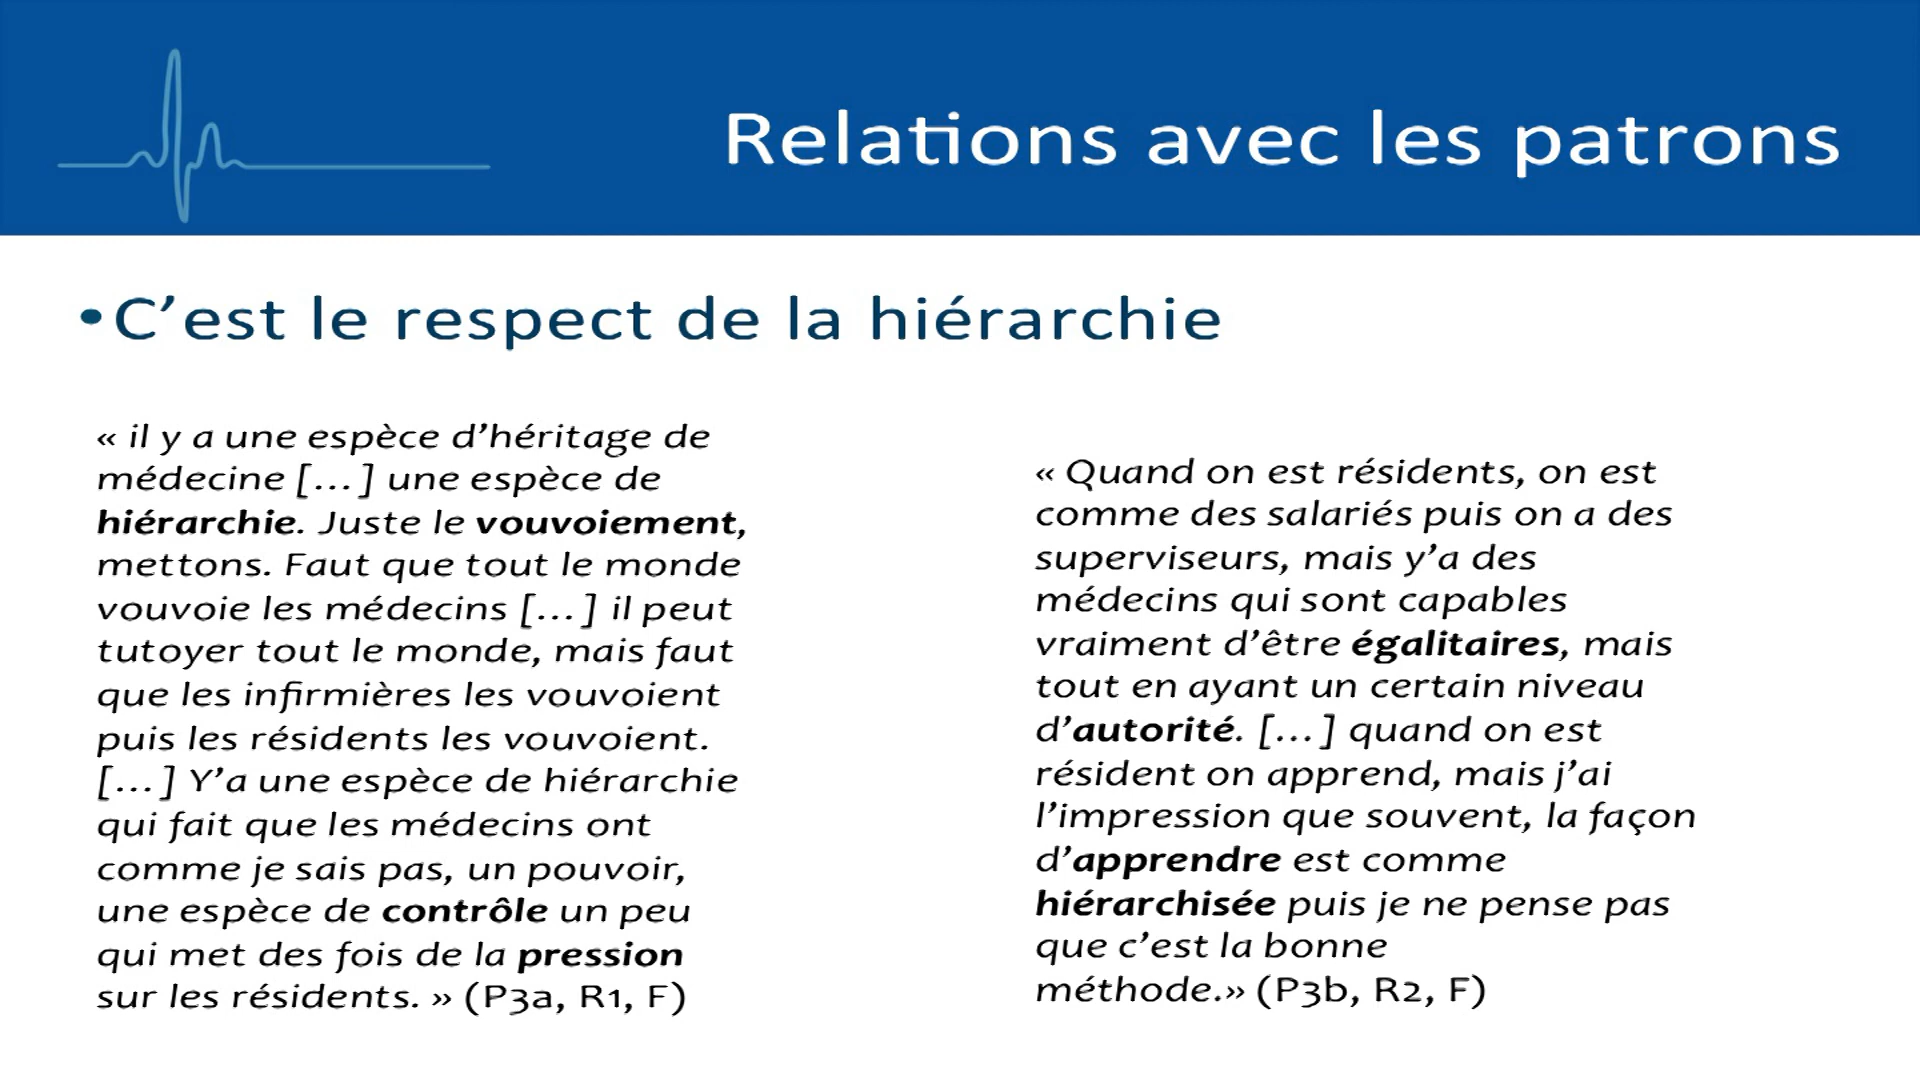 Relations avec les patrons
•C’est le respect de la hiérarchie
« il y a une espèce d’héritage de
médecine [...] une espèce de
hiérarchie. Juste le vouvoiement,
mettons. Faut que tout le monde
vouvoie les médecins [...] il peut
tutoyer tout le monde, mais faut
que les infirmières les vouvoient
puis les résidents les vouvoient.
[...] Y’a une espèce de hiérarchie
qui fait que les médecins ont
comme je sais pas, un pouvoir,
une espèce de contrôle un peu
qui met des fois de la pression
sur les résidents. » (P3a, R1, F)
« Quand on est résidents, on est
comme des salariés puis on a des
superviseurs, mais y’a des
médecins qui sont capables
vraiment d’être égalitaires, mais
tout en ayant un certain niveau
d’autorité. [...] quand on est
résident on apprend, mais j’ai
l’impression que souvent, la façon
d’apprendre est comme
hiérarchisée puis je ne pense pas
que c’est la bonne
méthode.» (P3b, R2, F)